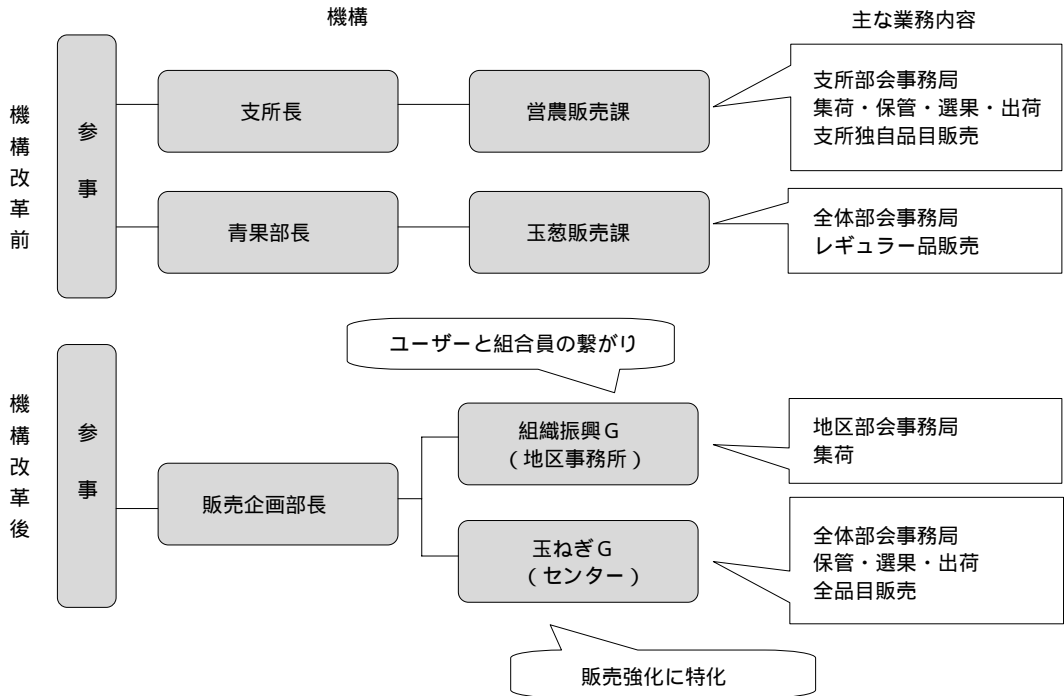 機構
主な業務内容
機構改革前
参事
支所長
営農販売課
支所部会事務局
集荷・保管・選果・出荷
支所独自品目販売
青果部長
玉葱販売課
全体部会事務局
レギュラー品販売
機構改革後
参事
ユーザーと組合員の繋がり
販売企画部長
組織振興G
(地区事務所)
地区部会事務局
集荷
玉ねぎG
(センター)
全体部会事務局
保管・選果・出荷
全品目販売
販売強化に特化